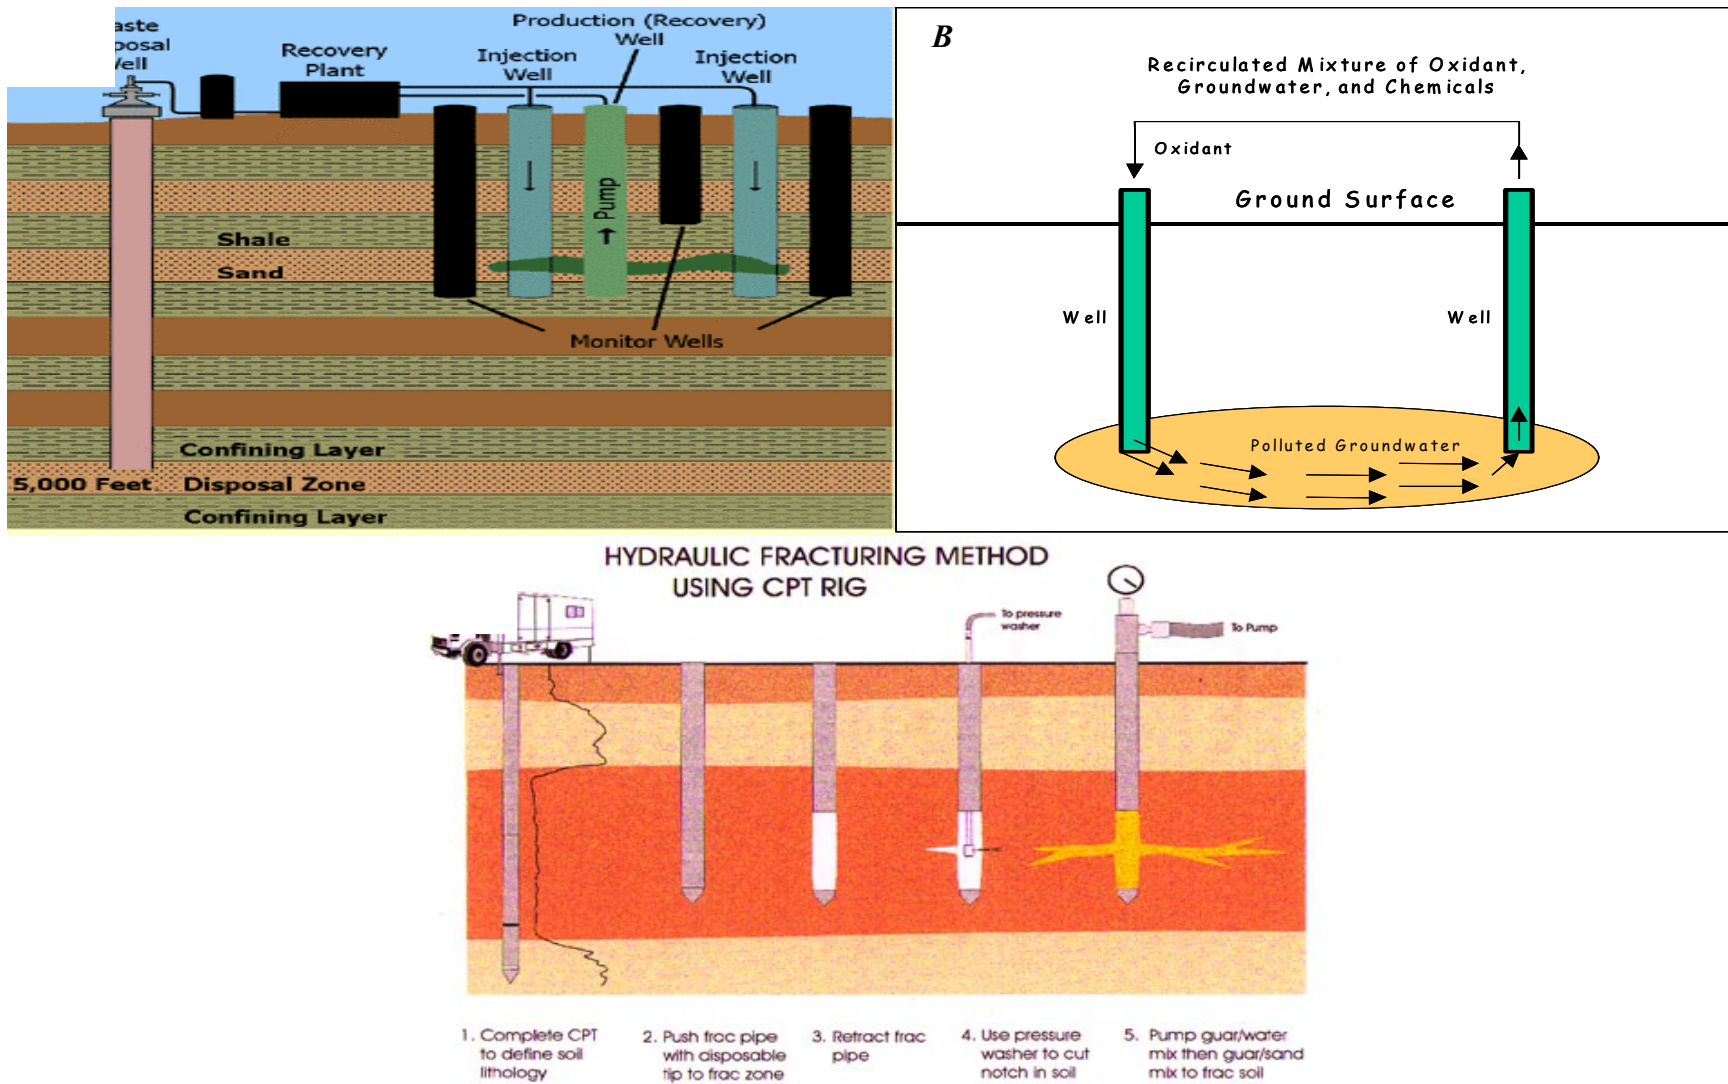 Production (Recovery)
Well
Recovery
Plant
Injection
Well
Injection
Well
Pump
Shale
Sand
Monitor Wells
Confining Layer
5,000 Feet. Disposal Zone
Confining Layer
B
Recirculated Mixture of Oxidant,
Groundwater, and Chemicals
Oxidant
Ground Surface
Well
Well
Polluted Groundwater
HYDRAULIC FRACTURING METHOD
USING CPT RIG
To pressure
washer
To Pump
1. Complete CPT
to define soil
lithology
2. Push frac pipe
with disposable
tip to frac zone
3. Retract frac
pipe
4. Use pressure
washer to cut
notch in soil
5. Pump guar/water
mix then guar/sand
mix to frac soil